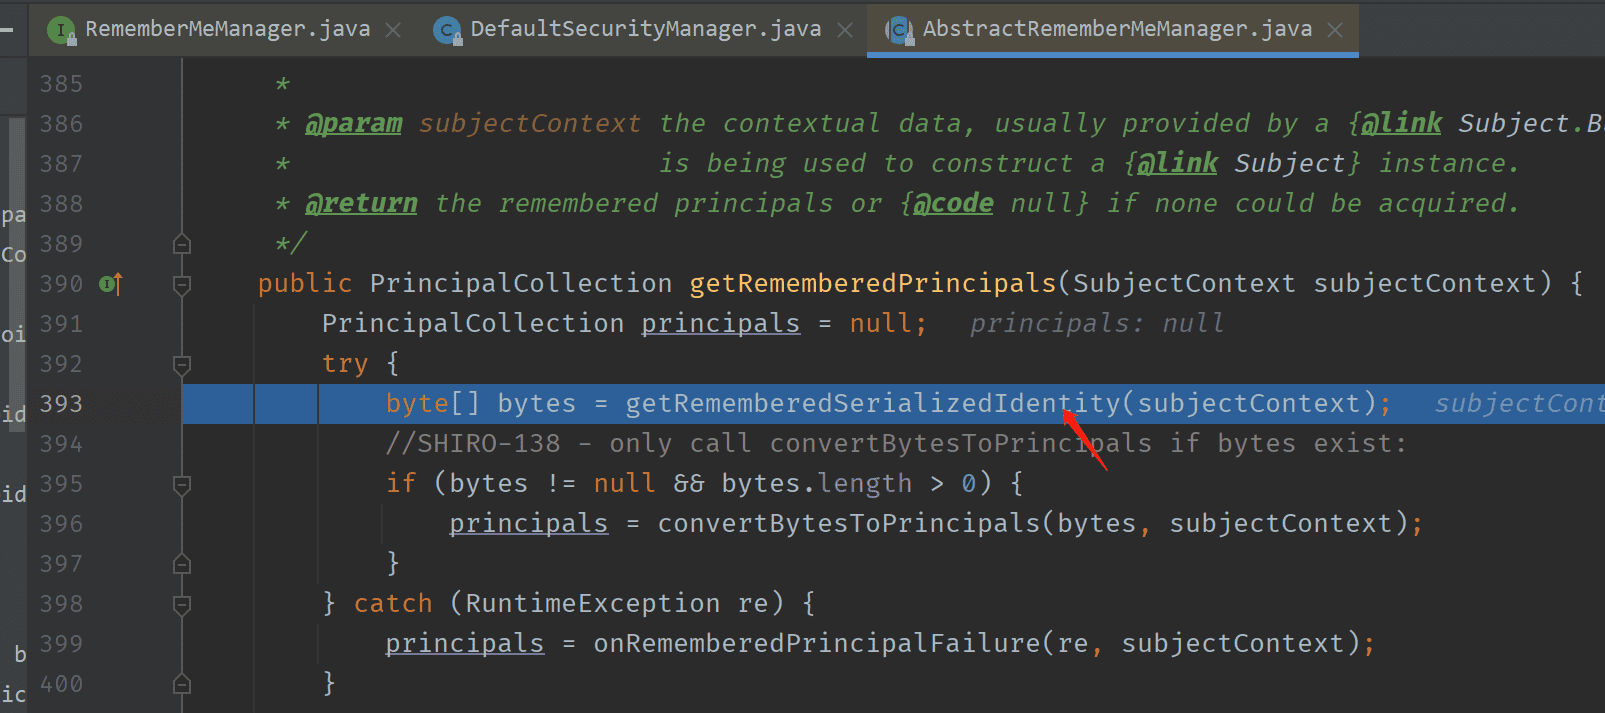 RememberMeManager.java DefaultSecurityManager.java AbstractRememberMeManager.java
385 *
386 * @param subjectContext the contextual data, usually provided by a {@link Subject.B
387 * is being used to construct a {@link Subject} instance.
pa 388 * @return the remembered principals or {@code null} if none could be acquired.
Co 389 */
390 public PrincipalCollection getRememberedPrincipals(SubjectContext subjectContext) {
oi 391 PrincipalCollection principals = null; principals: null
392 try {
id 393 byte[] bytes = getRememberedSerializedIdentity(subjectContext); subjectCont
394 //SHIRO-138 - only call convertBytesToPrincipals if bytes exist:
id 395 if (bytes != null && bytes.length > 0) {
396 principals = convertBytesToPrincipals(bytes, subjectContext);
397 }
398 } catch (RuntimeException re) {
b 399 principals = onRememberedPrincipalFailure(re, subjectContext);
ic 400 }